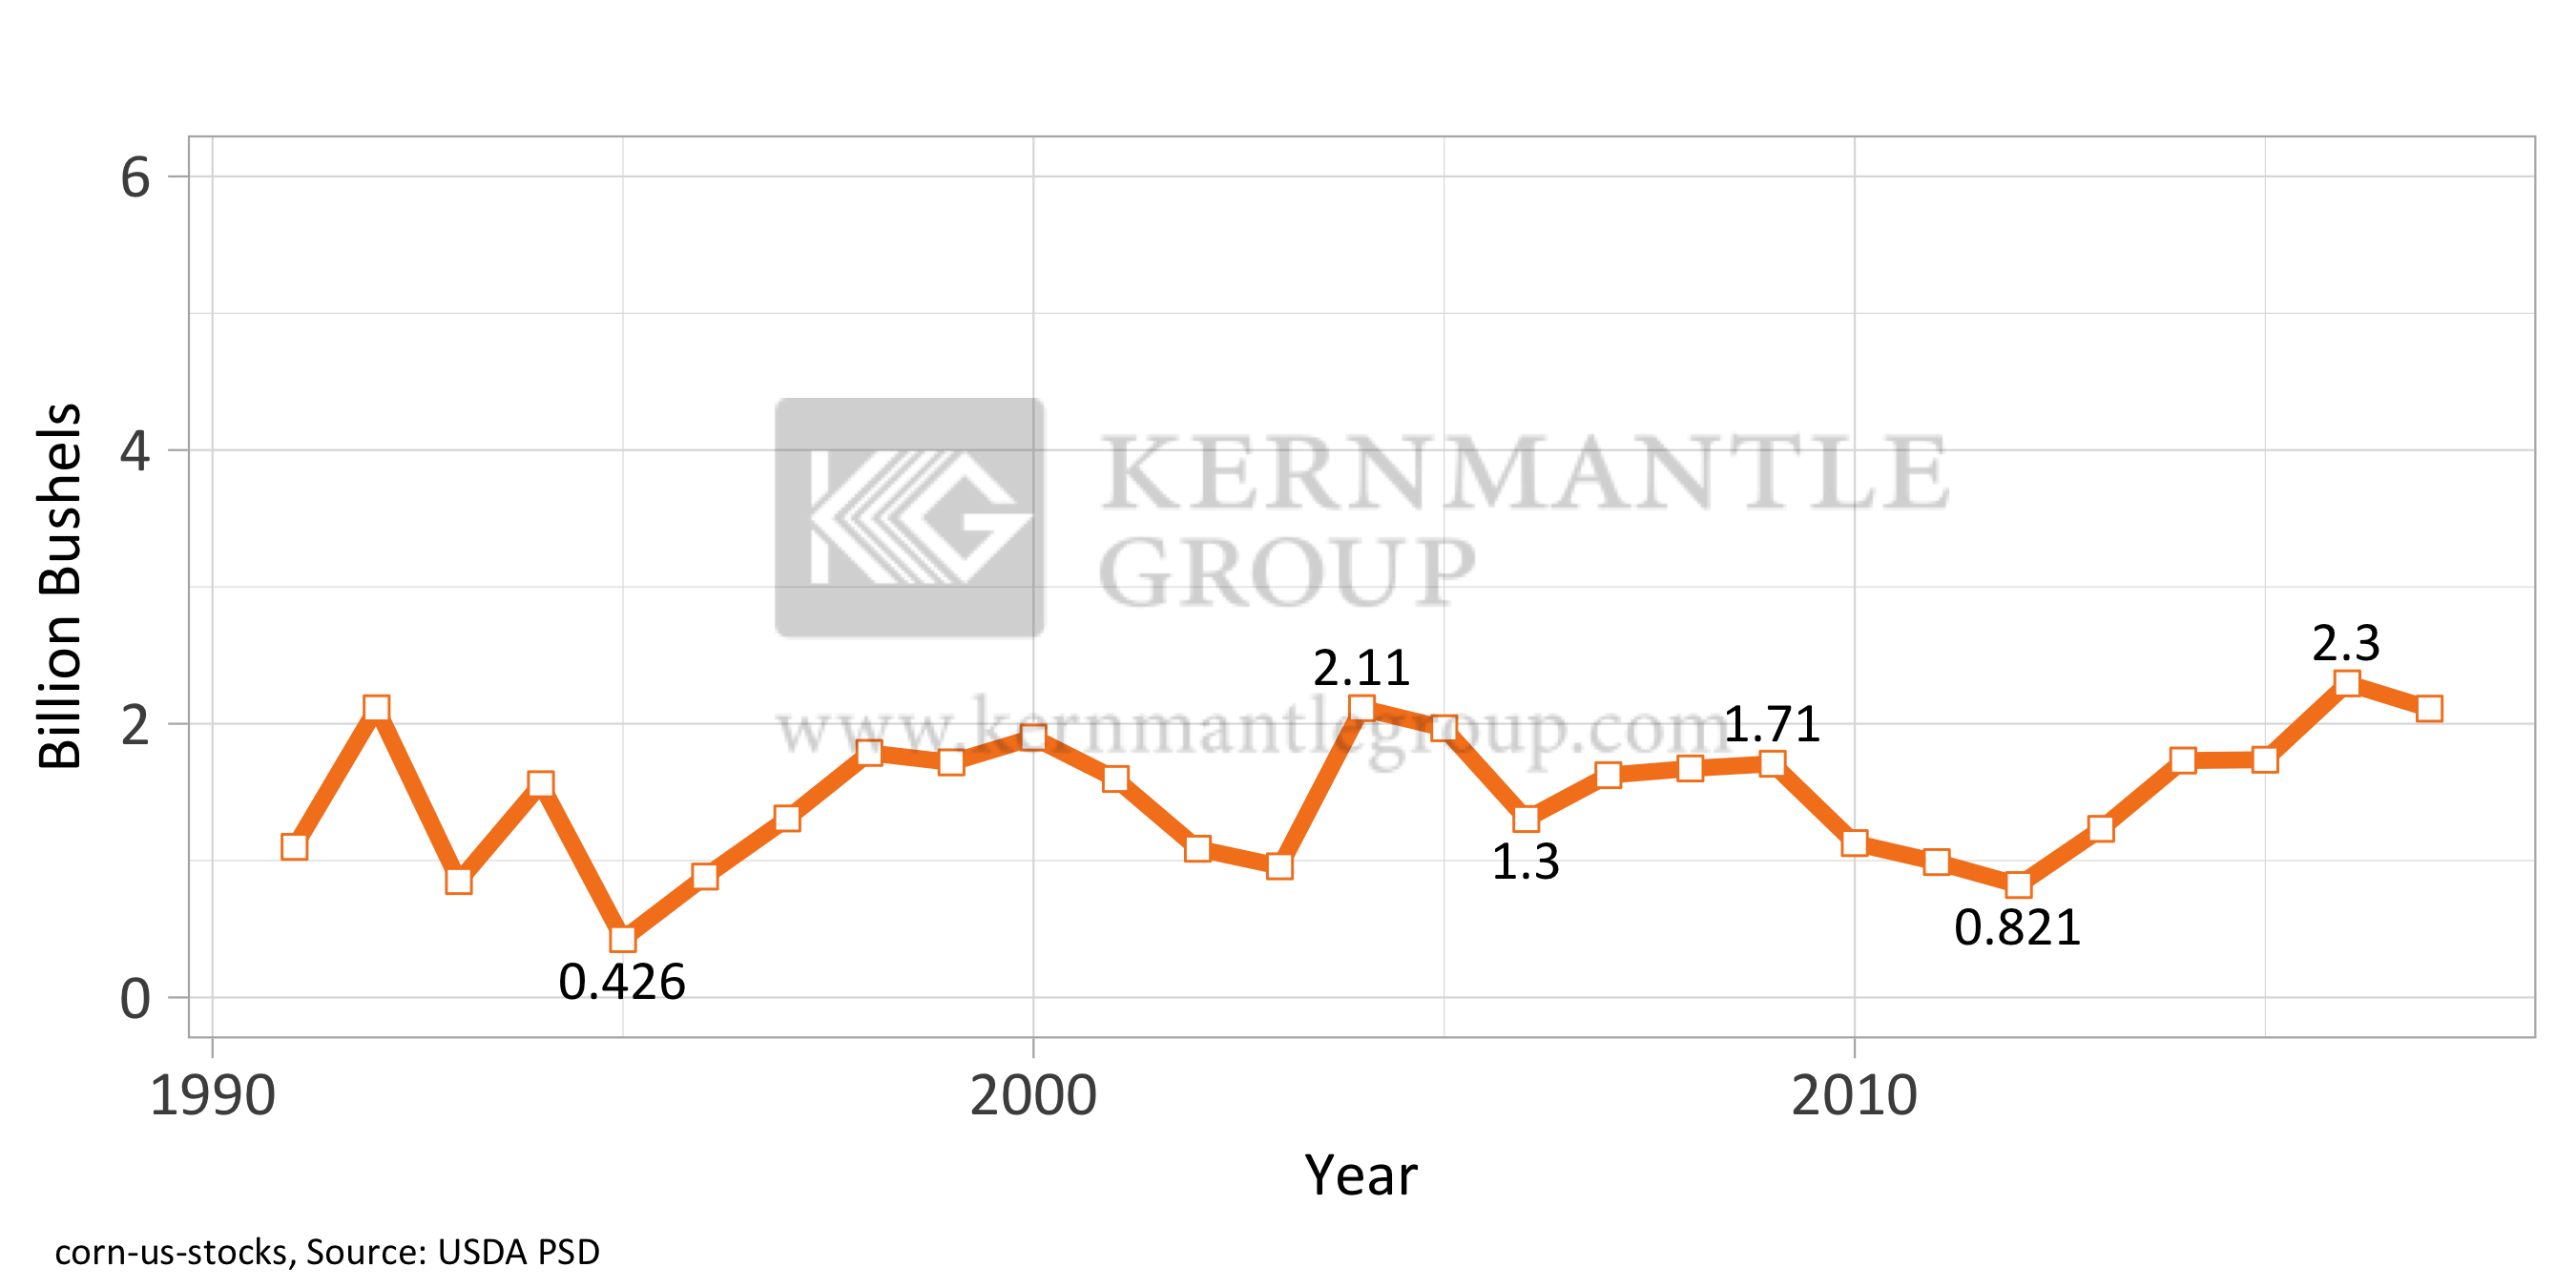 6
4
2
0
Billion Bushels
KERNMANTLE
GROUP
www.kernmantlegroup.com
KG
0.426
2.11
1.3
1.71
0.821
2.3
1990
2000
2010
Year
corn-us-stocks, Source: USDA PSD